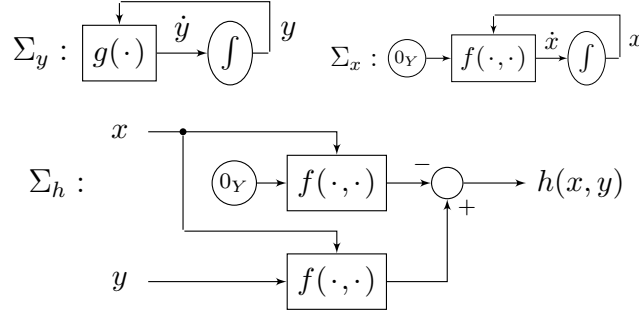 Σ_y : g(·) ẏ ∫ y
Σ_x : 0_Y f(·,·) ẋ ∫ x
x
Σ_h : 0_Y f(·,·) − + h(x, y)
y f(·,·)